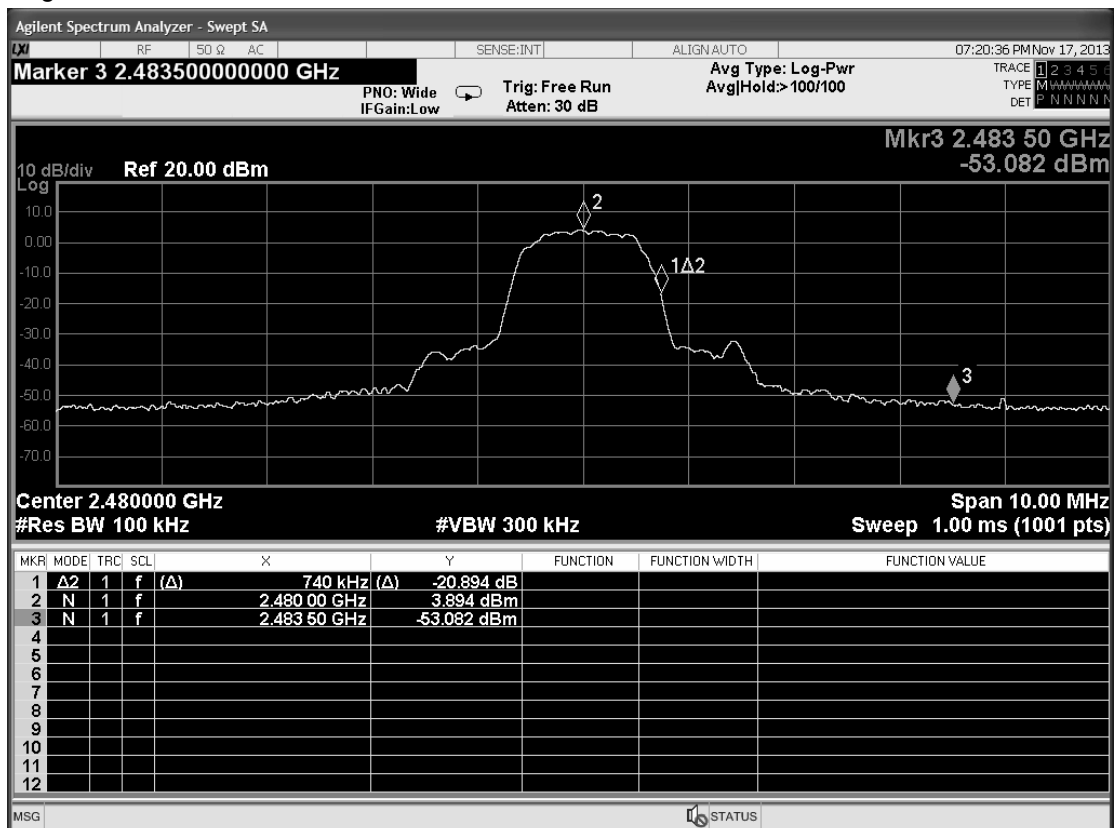 Agilent Spectrum Analyzer - Swept SA
LXI RF 50 Ω AC SENSE:INT ALIGN AUTO 07:20:36 PM Nov 17, 2013
Marker 3 2.483500000000 GHz
PNO: Wide
IFGain:Low
Trig: Free Run
Atten: 30 dB
Avg Type: Log-Pwr
Avg|Hold:>100/100
TRACE 1 2 3 4 5 6
TYPE M
DET P N N N N N
Mkr3 2.483 50 GHz
-53.082 dBm
10 dB/div Ref 20.00 dBm
Log
10.0
0.00
-10.0
-20.0
-30.0
-40.0
-50.0
-60.0
-70.0
2
1Δ2
3
Center 2.480000 GHz Span 10.00 MHz
#Res BW 100 kHz #VBW 300 kHz Sweep 1.00 ms (1001 pts)
MKR MODE TRC SCL X Y FUNCTION FUNCTION WIDTH FUNCTION VALUE
1 Δ2 1 f (Δ) 740 kHz (Δ) -20.894 dB
2 N 1 f 2.480 00 GHz 3.894 dBm
3 N 1 f 2.483 50 GHz -53.082 dBm
4
5
6
7
8
9
10
11
12
MSG STATUS